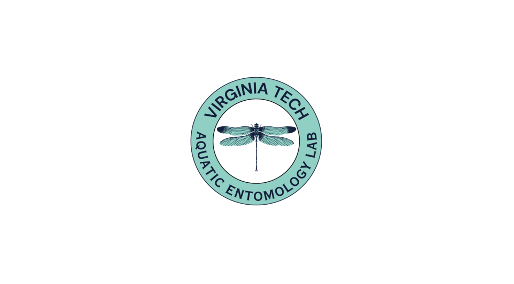 VIRGINIA TECH
AQUATIC ENTOMOLOGY LAB